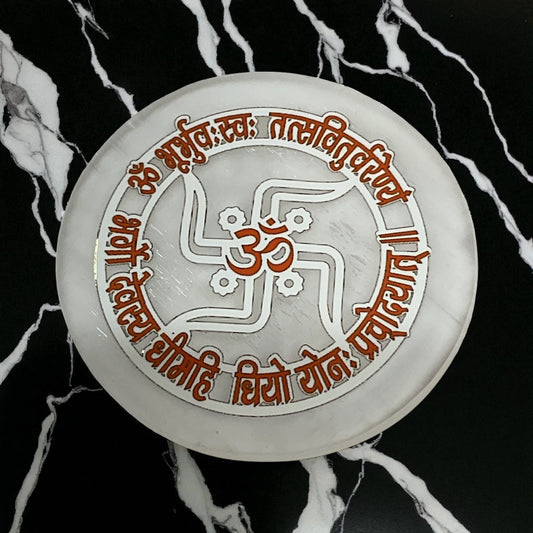 ॐ भूर्भुवः स्वः तत्सवितुर्वरेण्यं
भर्गो देवस्य धीमहि धियो योनः प्रचोदयात् ॥
ॐ